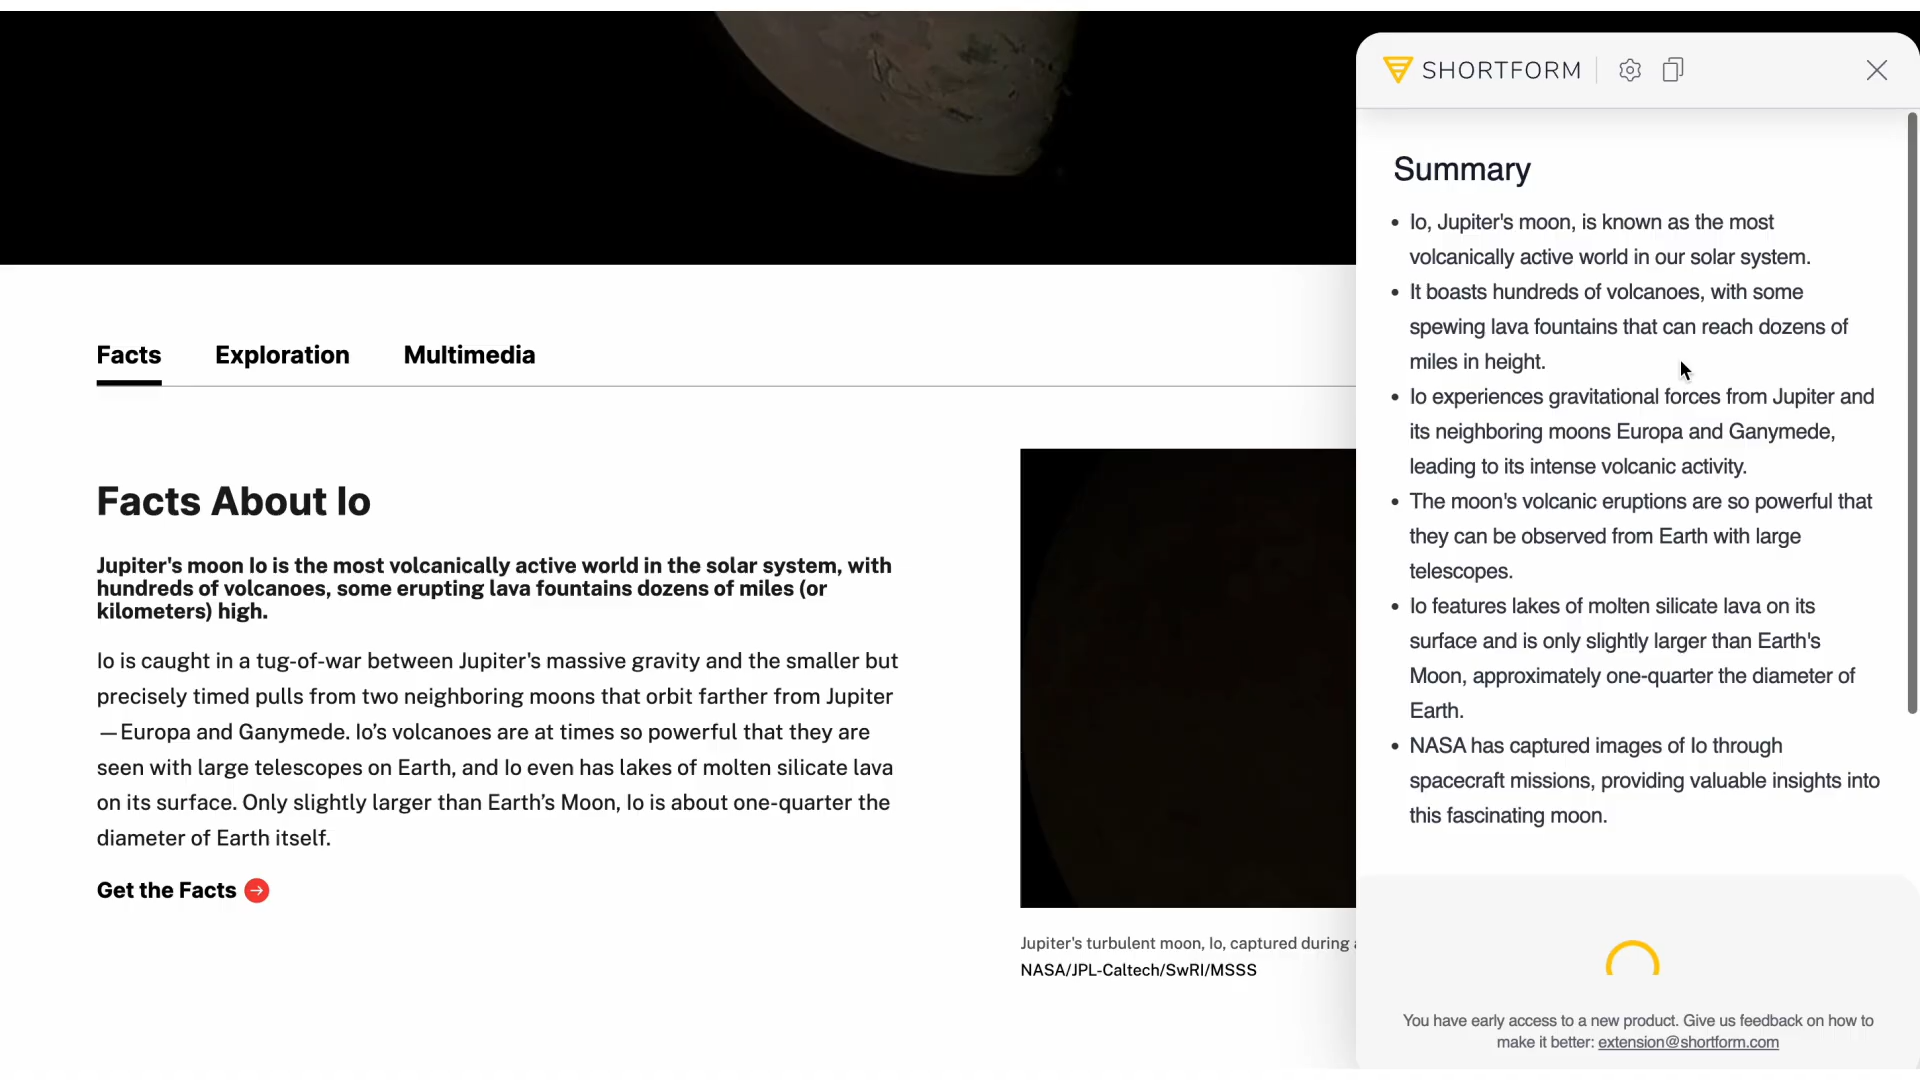 Facts
Exploration
Multimedia
Facts About Io
Jupiter's moon Io is the most volcanically active world in the solar system, with
hundreds of volcanoes, some erupting lava fountains dozens of miles (or
kilometers) high.
Io is caught in a tug-of-war between Jupiter's massive gravity and the smaller but
precisely timed pulls from two neighboring moons that orbit farther from Jupiter
—Europa and Ganymede. Io’s volcanoes are at times so powerful that they are
seen with large telescopes on Earth, and Io even has lakes of molten silicate lava
on its surface. Only slightly larger than Earth’s Moon, Io is about one-quarter the
diameter of Earth itself.
Get the Facts
Jupiter's turbulent moon, Io, captured during
NASA/JPL-Caltech/SwRI/MSSS
SHORTFORM
Summary
• Io, Jupiter's moon, is known as the most
volcanically active world in our solar system.
• It boasts hundreds of volcanoes, with some
spewing lava fountains that can reach dozens of
miles in height.
• Io experiences gravitational forces from Jupiter and
its neighboring moons Europa and Ganymede,
leading to its intense volcanic activity.
• The moon's volcanic eruptions are so powerful that
they can be observed from Earth with large
telescopes.
• Io features lakes of molten silicate lava on its
surface and is only slightly larger than Earth's
Moon, approximately one-quarter the diameter of
Earth.
• NASA has captured images of Io through
spacecraft missions, providing valuable insights into
this fascinating moon.
You have early access to a new product. Give us feedback on how to
make it better: extension@shortform.com